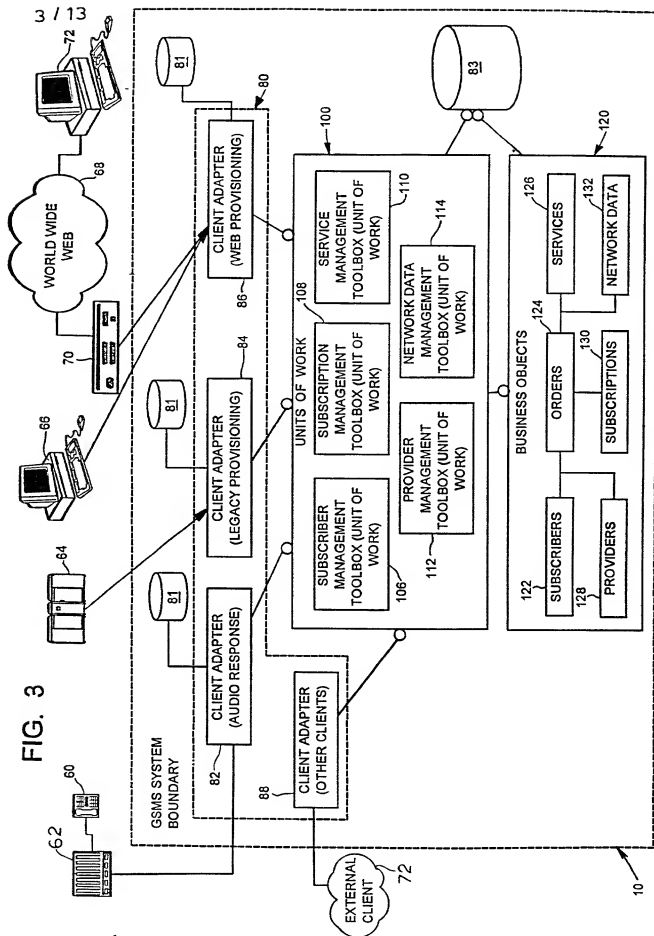 3 / 13
FIG. 3
60
62
64
66
70
WORLD WIDE
WEB
68
72
EXTERNAL
CLIENT
72
10
GSMS SYSTEM
BOUNDARY
80
81
81
81
CLIENT ADAPTER
(AUDIO RESPONSE)
82
CLIENT ADAPTER
(LEGACY PROVISIONING)
84
CLIENT ADAPTER
(WEB PROVISIONING)
86
CLIENT ADAPTER
(OTHER CLIENTS)
88
UNITS OF WORK
100
SUBSCRIBER
MANAGEMENT
TOOLBOX (UNIT OF
WORK)
106
SUBSCRIPTION
MANAGEMENT
TOOLBOX (UNIT OF
WORK)
108
SERVICE
MANAGEMENT
TOOLBOX (UNIT OF
WORK)
110
PROVIDER
MANAGEMENT
TOOLBOX (UNIT OF
WORK)
112
NETWORK DATA
MANAGEMENT
TOOLBOX (UNIT OF
WORK)
114
83
BUSINESS OBJECTS
120
SUBSCRIBERS
122
ORDERS
124
SERVICES
126
PROVIDERS
128
SUBSCRIPTIONS
130
NETWORK DATA
132